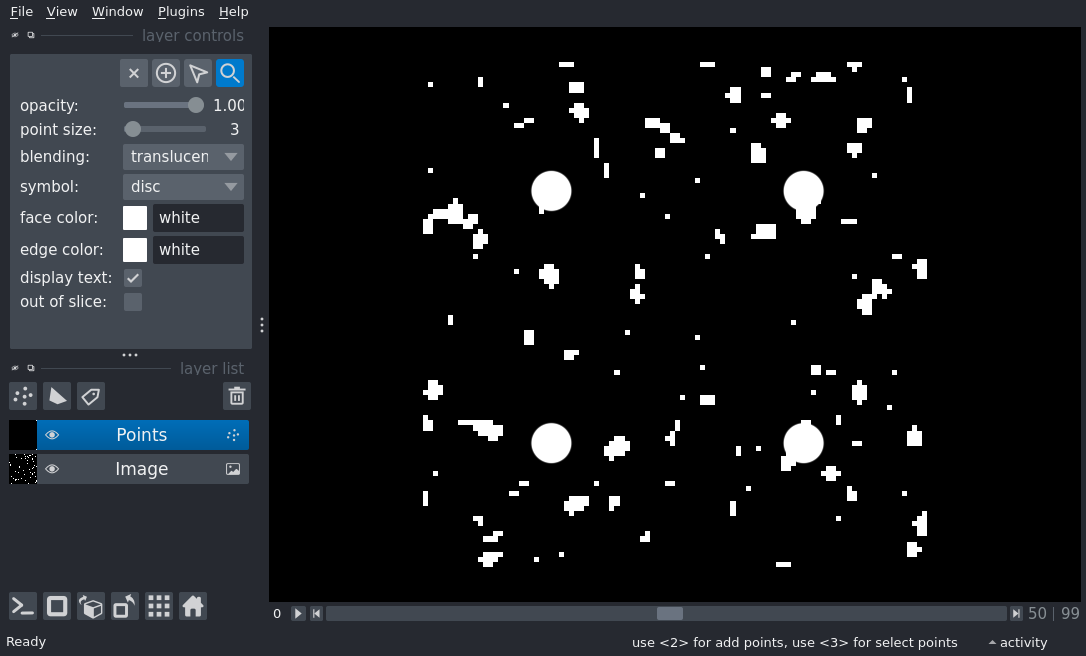 File View Window Plugins Help
layer controls
opacity: 1.00
point size: 3
blending: translucen
symbol: disc
face color: white
edge color: white
display text:
out of slice:
layer list
Points
Image
0 50 99
Ready use <2> for add points, use <3> for select points activity